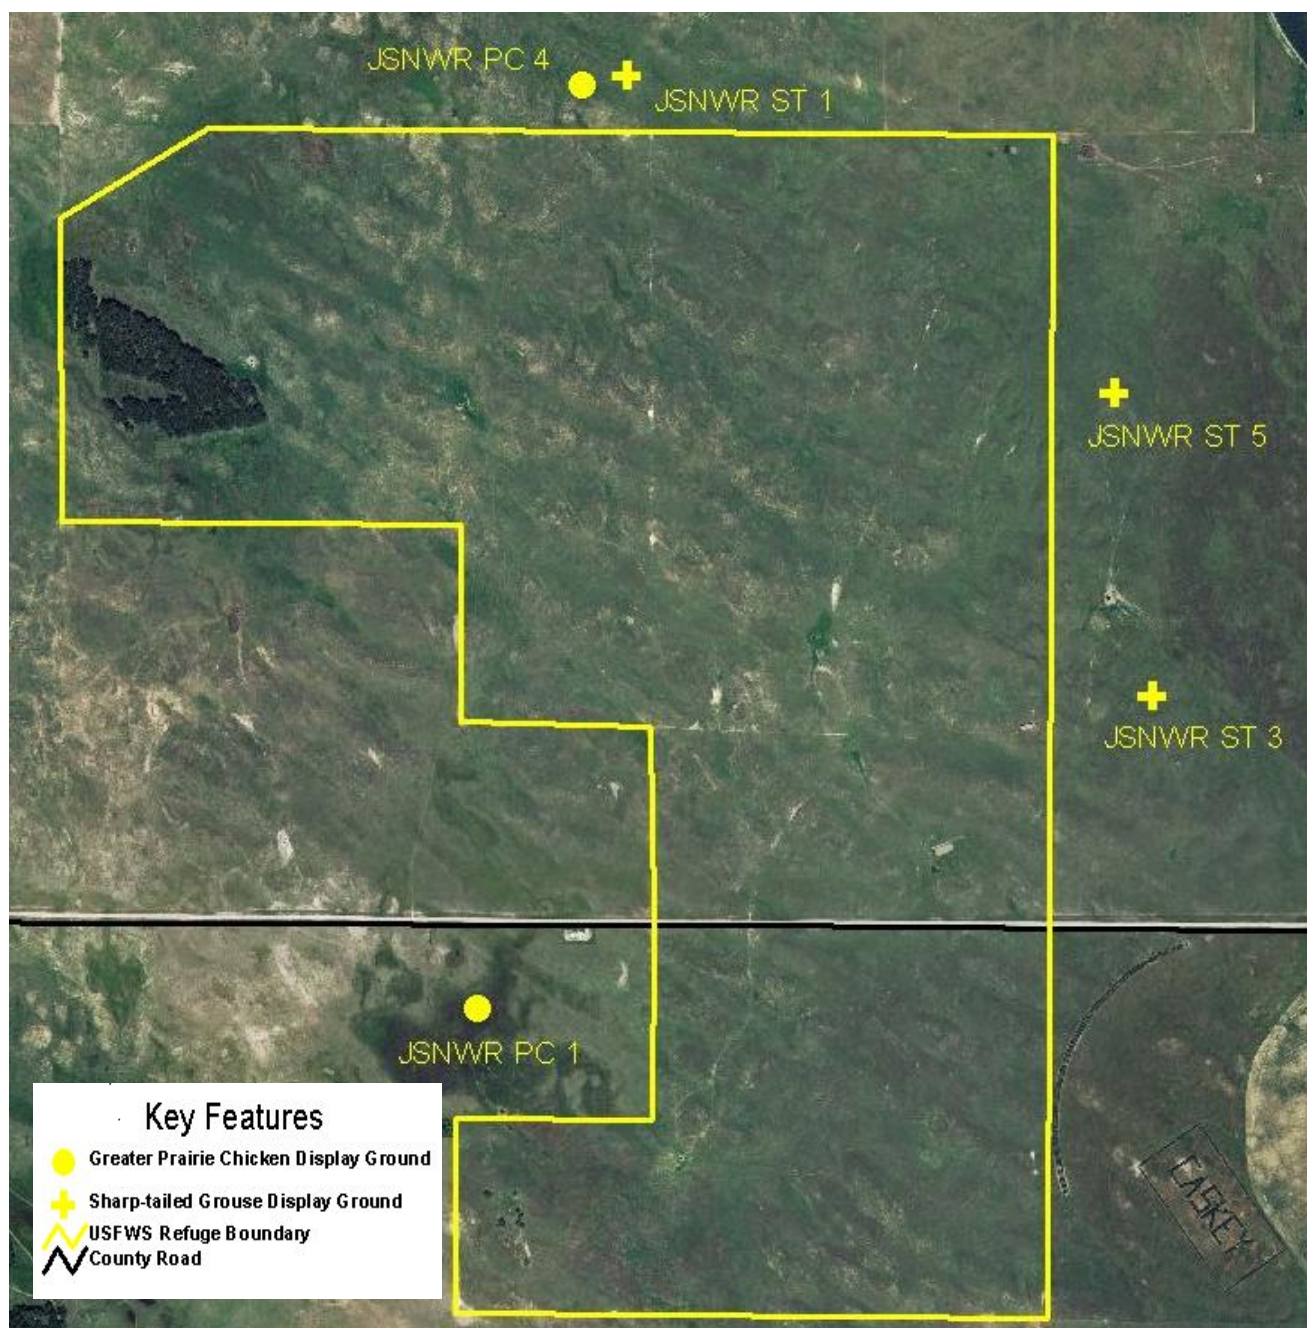 JSNWR PC 4
JSNWR ST 1
JSNWR ST 5
JSNWR ST 3
JSNWR PC 1
CASKEY
Key Features
Greater Prairie Chicken Display Ground
Sharp-tailed Grouse Display Ground
USFWS Refuge Boundary
County Road